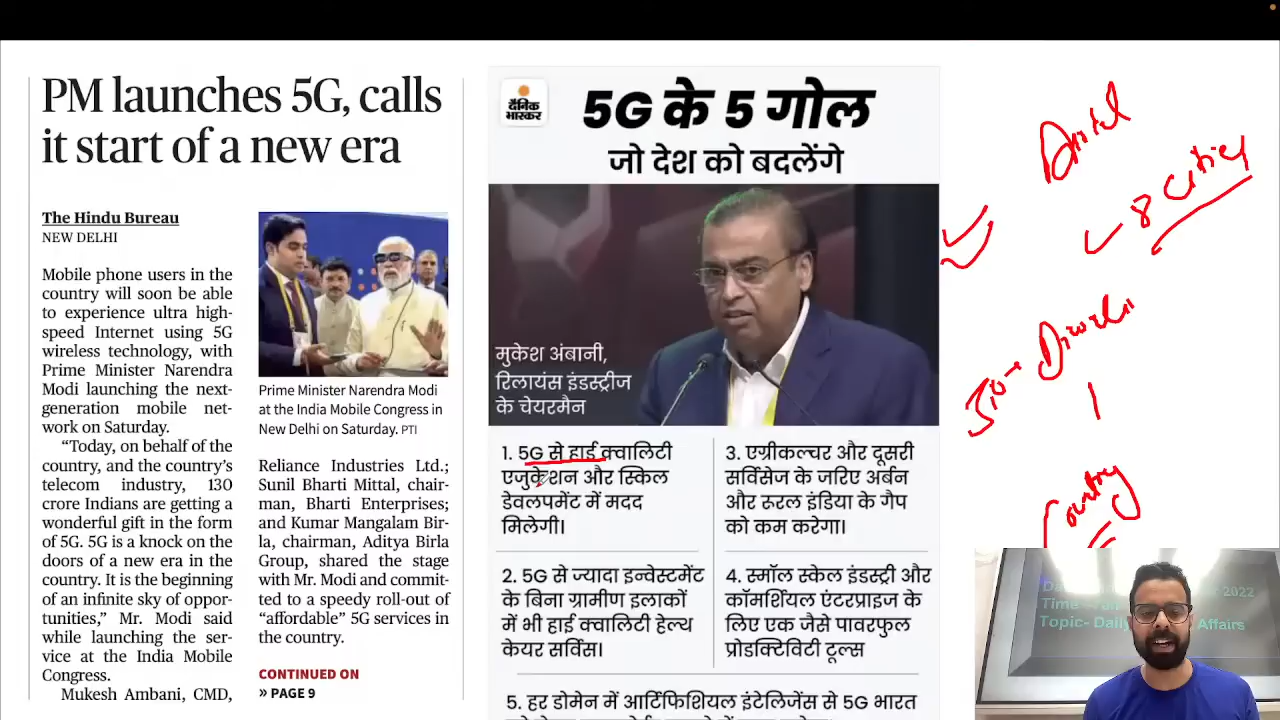 PM launches 5G, calls
it start of a new era
The Hindu Bureau
NEW DELHI
Mobile phone users in the
country will soon be able
to experience ultra high-
speed Internet using 5G
wireless technology, with
Prime Minister Narendra
Modi launching the next-
generation mobile net-
work on Saturday.
“Today, on behalf of the
country, and the country’s
telecom industry, 130
crore Indians are getting a
wonderful gift in the form
of 5G. 5G is a knock on the
doors of a new era in the
country. It is the beginning
of an infinite sky of oppor-
tunities,” Mr. Modi said
while launching the ser-
vice at the India Mobile
Congress.
Mukesh Ambani, CMD,
Prime Minister Narendra Modi
at the India Mobile Congress in
New Delhi on Saturday. PTI
Reliance Industries Ltd.;
Sunil Bharti Mittal, chair-
man, Bharti Enterprises;
and Kumar Mangalam Bir-
la, chairman, Aditya Birla
Group, shared the stage
with Mr. Modi and commit-
ted to a speedy roll-out of
“affordable” 5G services in
the country.
CONTINUED ON
» PAGE 9
दैनिक
भास्कर
5G के 5 गोल
जो देश को बदलेंगे
मुकेश अंबानी,
रिलायंस इंडस्ट्रीज
के चेयरमैन
1. 5G से हाई क्वालिटी
एजुकेशन और स्किल
डेवलपमेंट में मदद
मिलेगी।
2. 5G से ज्यादा इन्वेस्टमेंट
के बिना ग्रामीण इलाकों
में भी हाई क्वालिटी हेल्थ
केयर सर्विस।
3. एग्रीकल्चर और दूसरी
सर्विसेज के जरिए अर्बन
और रूरल इंडिया के गैप
को कम करेगा।
4. स्मॉल स्केल इंडस्ट्री और
कॉमर्शियल एंटरप्राइज के
लिए एक जैसे पावरफुल
प्रोडक्टिविटी टूल्स
5. हर डोमेन में आर्टिफिशियल इंटेलिजेंस से 5G भारत
8 Cities
Jio - Diwali
Country
2022
Time
Topic- Daily Affairs